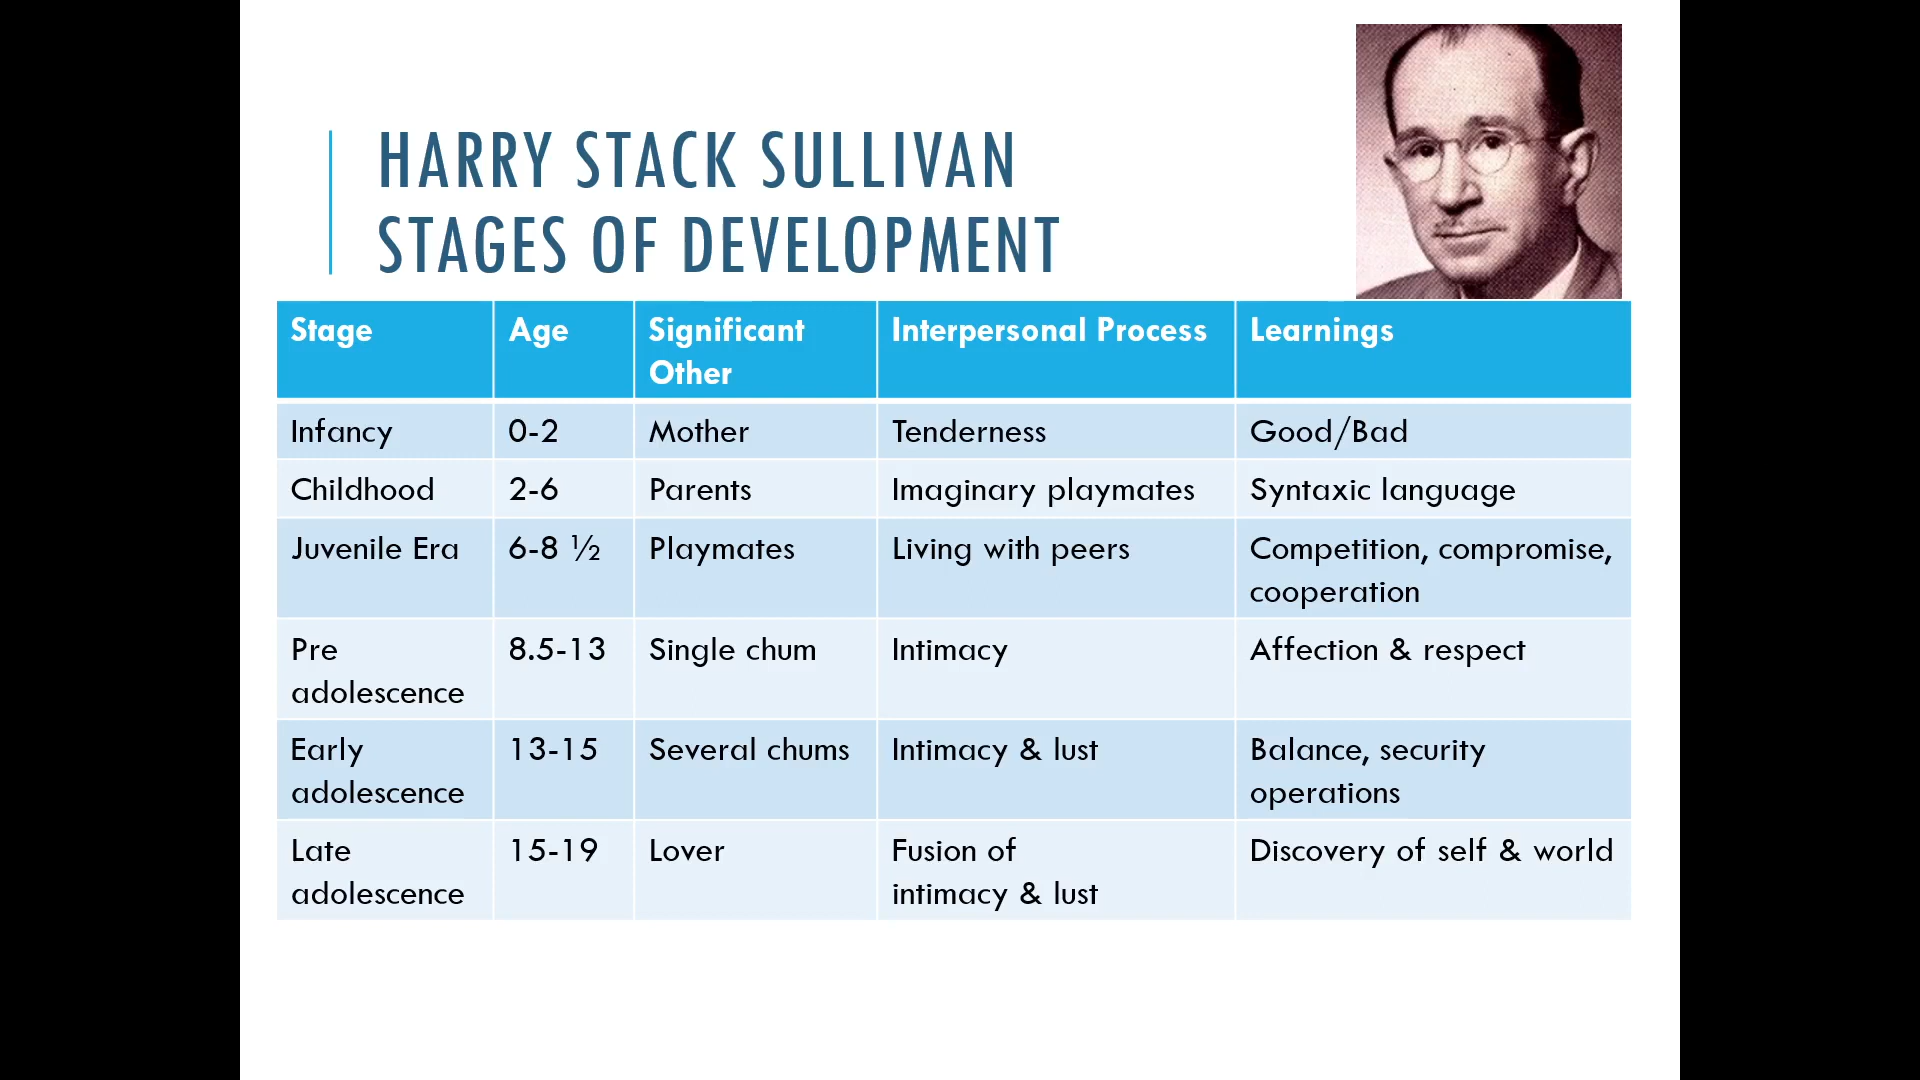 HARRY STACK SULLIVAN
STAGES OF DEVELOPMENT
Stage Age Significant Other Interpersonal Process Learnings
Infancy 0-2 Mother Tenderness Good/Bad
Childhood 2-6 Parents Imaginary playmates Syntaxic language
Juvenile Era 6-8 ½ Playmates Living with peers Competition, compromise, cooperation
Pre adolescence 8.5-13 Single chum Intimacy Affection & respect
Early adolescence 13-15 Several chums Intimacy & lust Balance, security operations
Late adolescence 15-19 Lover Fusion of intimacy & lust Discovery of self & world